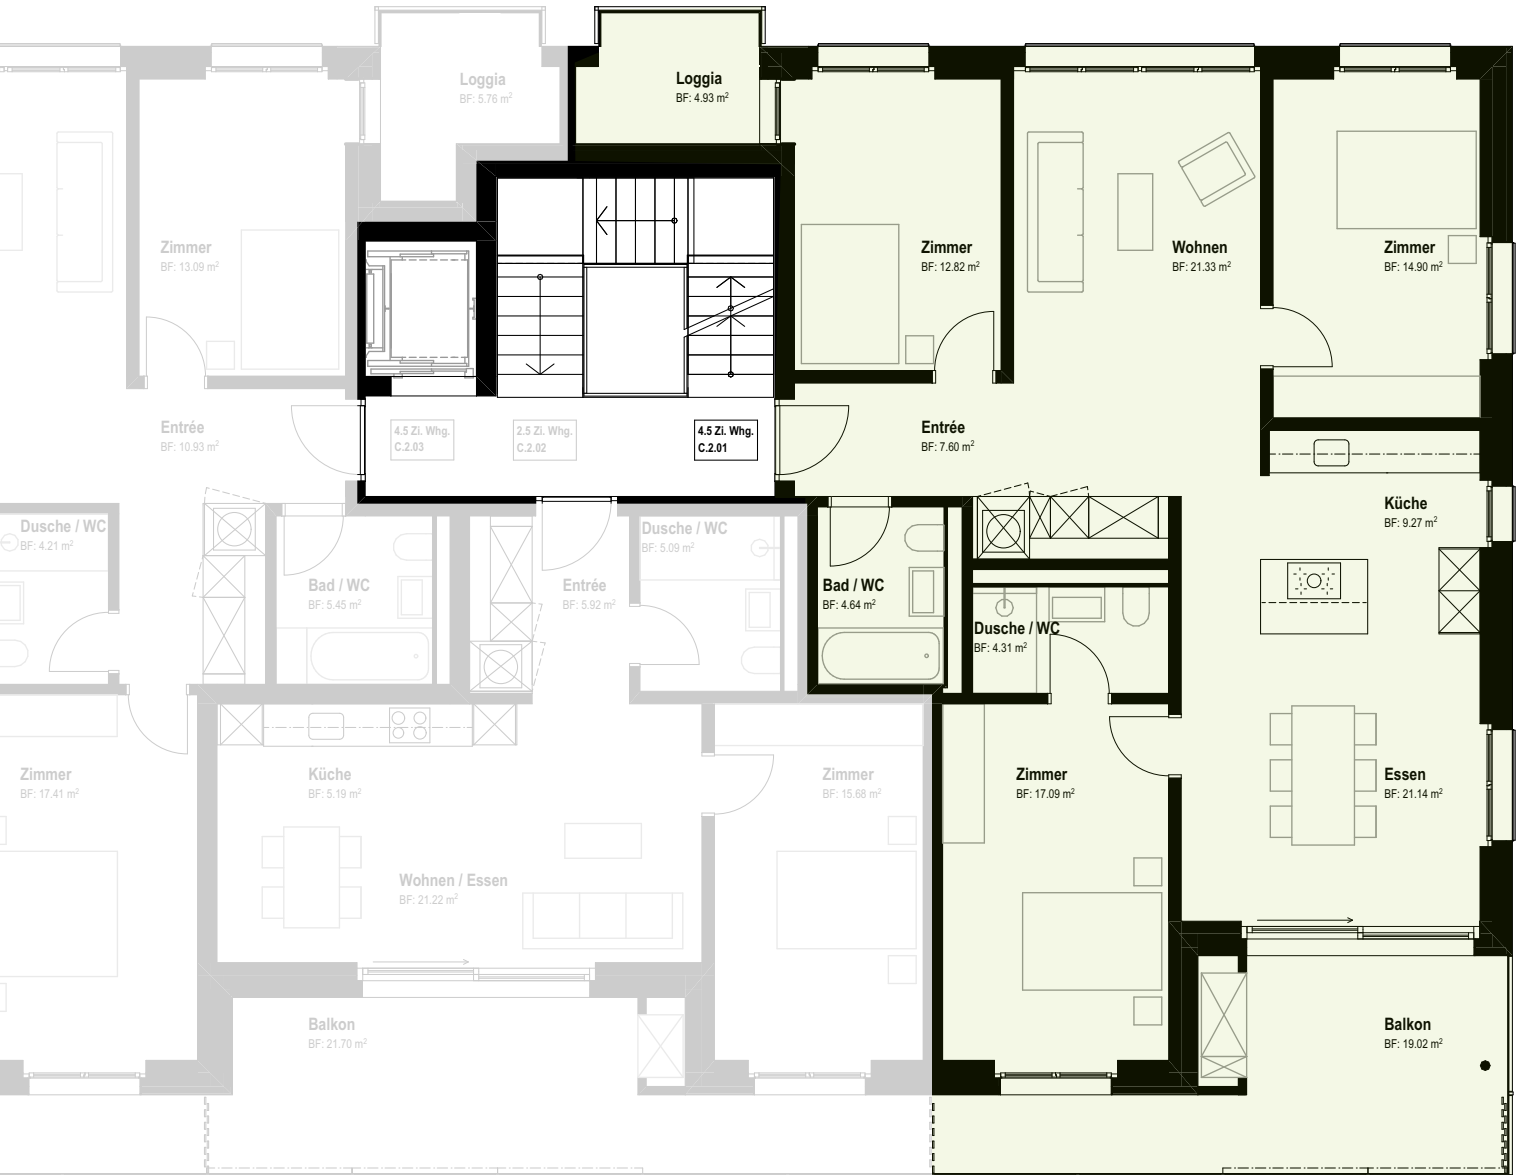 Loggia
BF: 5.76 m²
Loggia
BF: 4.93 m²
Zimmer
BF: 13.09 m²
Zimmer
BF: 12.82 m²
Wohnen
BF: 21.33 m²
Zimmer
BF: 14.90 m²
Entrée
BF: 10.93 m²
4.5 Zi. Whg.
C.2.03
2.5 Zi. Whg.
C.2.02
4.5 Zi. Whg.
C.2.01
Entrée
BF: 7.60 m²
Küche
BF: 9.27 m²
Dusche / WC
BF: 4.21 m²
Bad / WC
BF: 5.45 m²
Entrée
BF: 5.92 m²
Dusche / WC
BF: 5.09 m²
Bad / WC
BF: 4.64 m²
Dusche / WC
BF: 4.31 m²
Zimmer
BF: 17.41 m²
Küche
BF: 5.19 m²
Zimmer
BF: 15.68 m²
Zimmer
BF: 17.09 m²
Essen
BF: 21.14 m²
Wohnen / Essen
BF: 21.22 m²
Balkon
BF: 21.70 m²
Balkon
BF: 19.02 m²